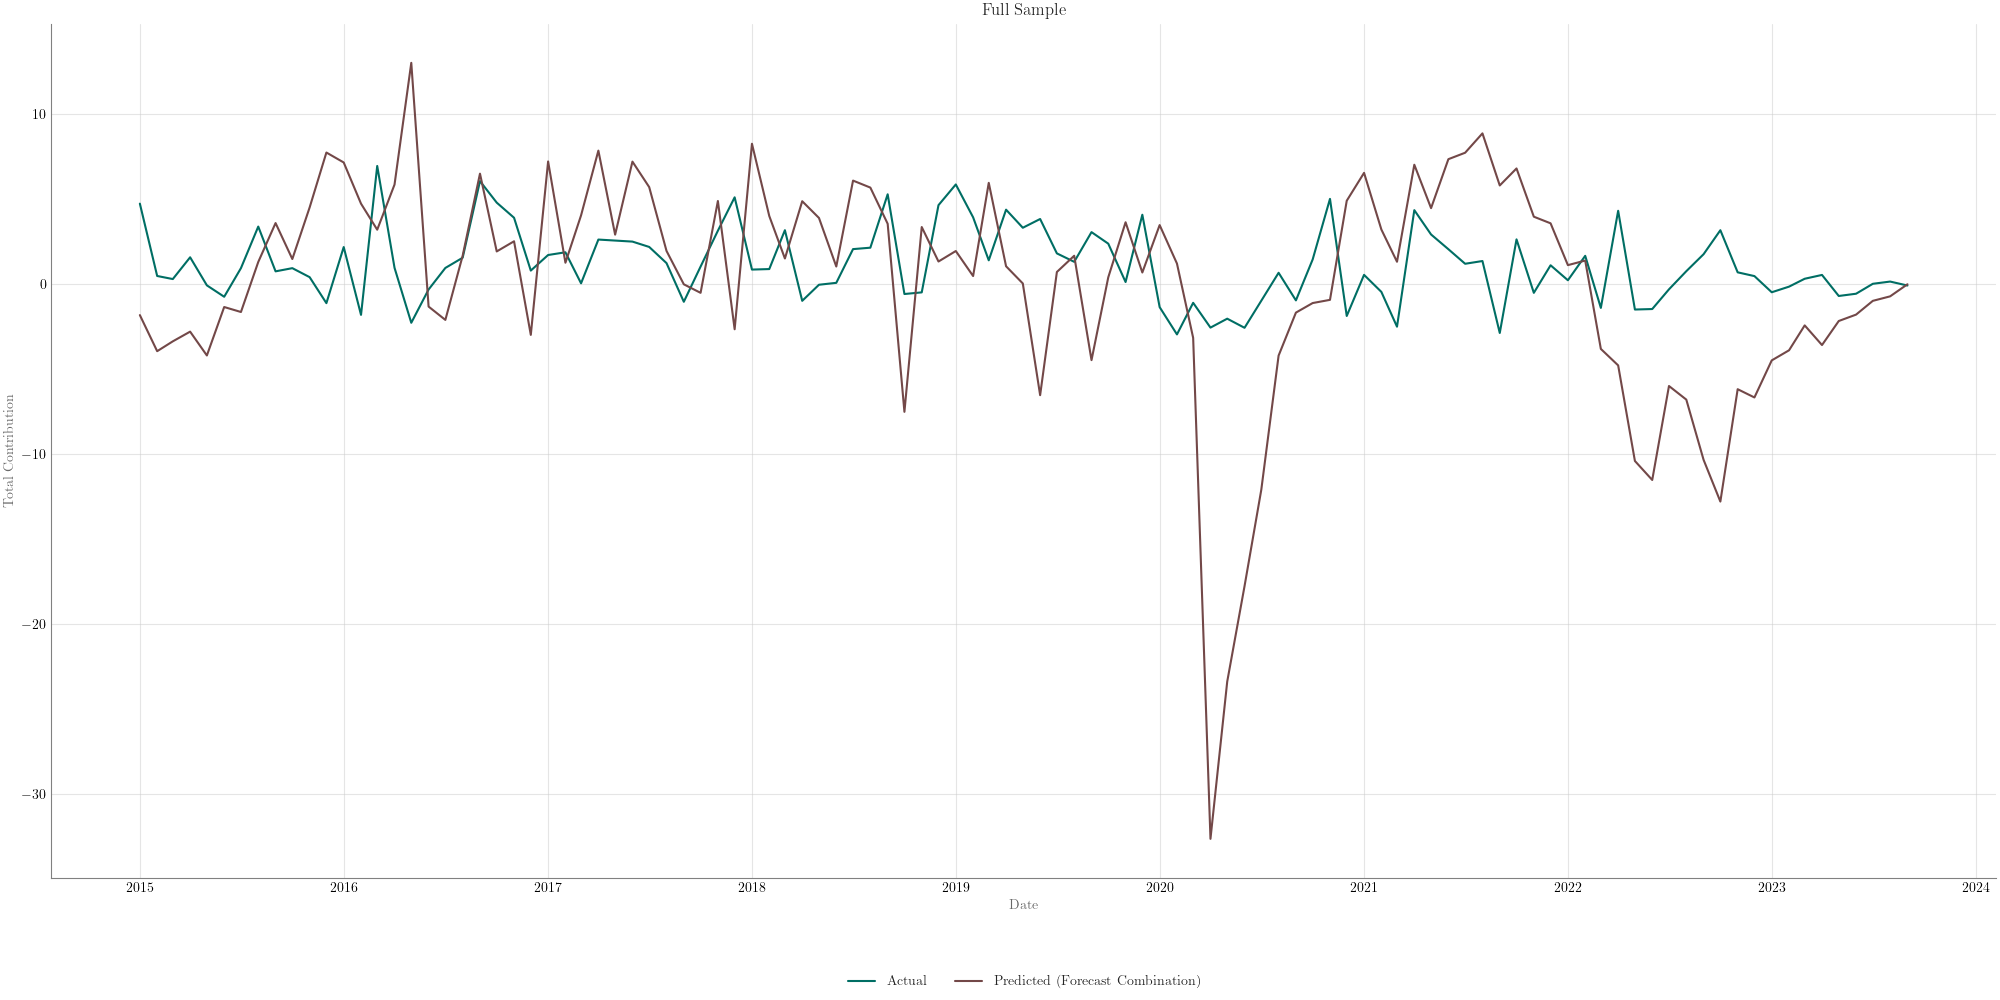 Full Sample
Total Contribution
10
0
−10
−20
−30
2015 2016 2017 2018 2019 2020 2021 2022 2023 2024
Date
Actual Predicted (Forecast Combination)